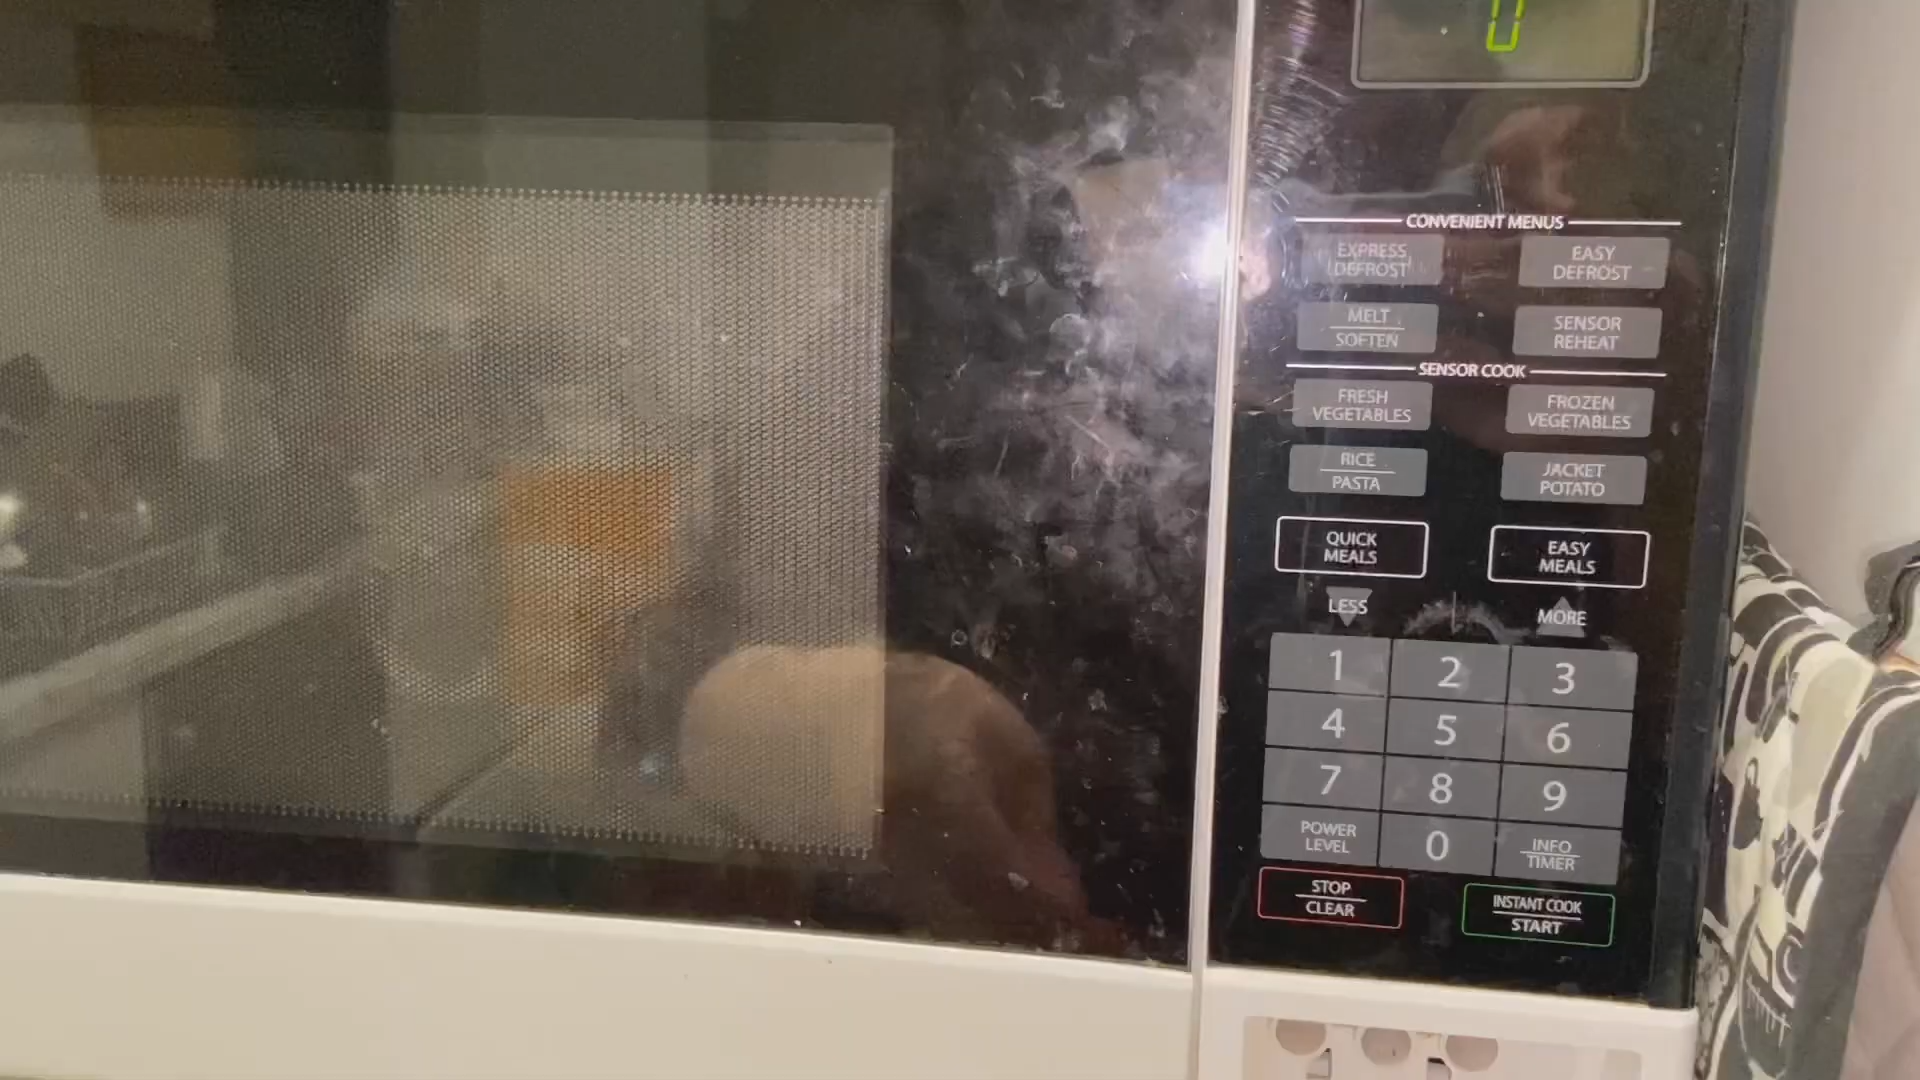 0
CONVENIENT MENUS
EXPRESS
DEFROST
EASY
DEFROST
MELT
SOFTEN
SENSOR
REHEAT
SENSOR COOK
FRESH
VEGETABLES
FROZEN
VEGETABLES
RICE
PASTA
JACKET
POTATO
QUICK
MEALS
EASY
MEALS
LESS
MORE
1 2 3
4 5 6
7 8 9
POWER
LEVEL
0
INFO
TIMER
STOP
CLEAR
INSTANT COOK
START